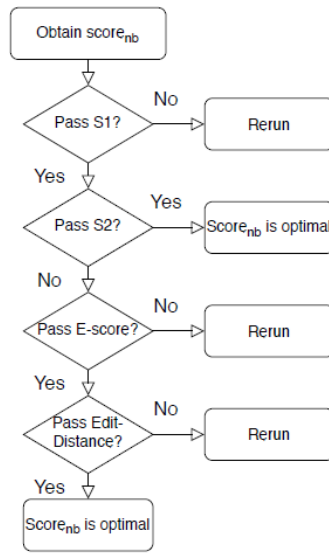 Obtain score_nb
No
Pass S1?
Rerun
Yes
Yes
Pass S2?
Score_nb is optimal
No
No
Pass E-score?
Rerun
Yes
No
Pass Edit-
Distance?
Rerun
Yes
Score_nb is optimal